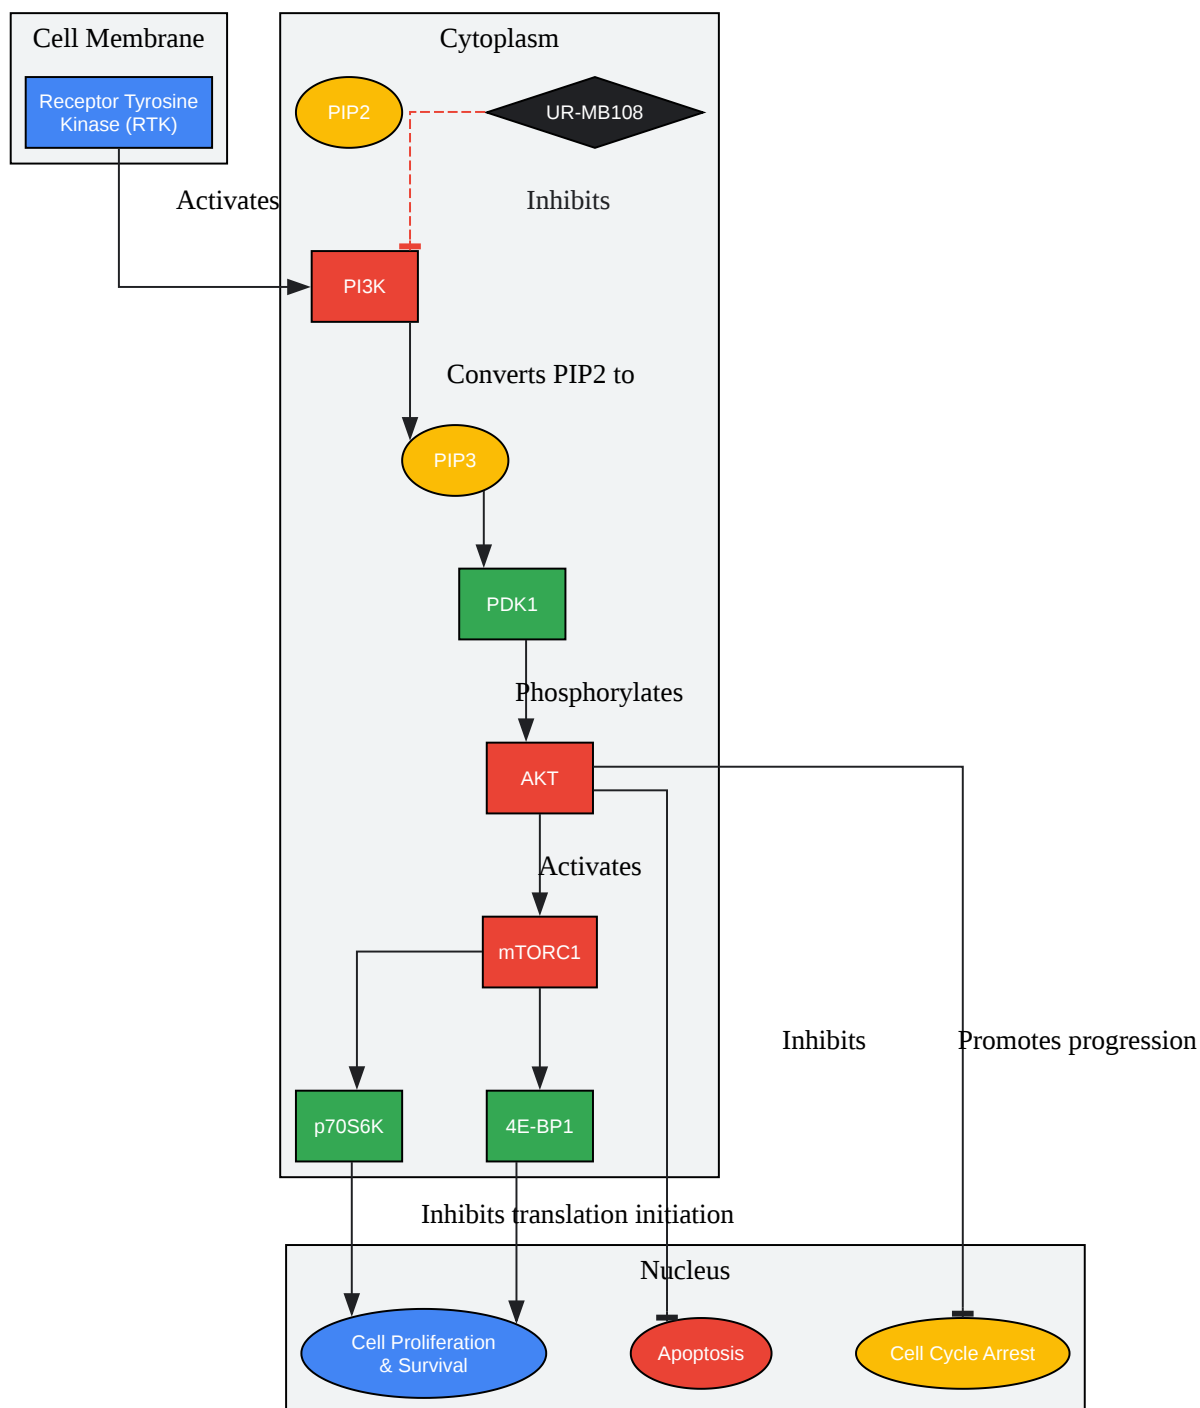 Cell Membrane
Cytoplasm
Receptor Tyrosine
Kinase (RTK)
PIP2
UR-MB108
Activates
Inhibits
PI3K
Converts PIP2 to
PIP3
PDK1
Phosphorylates
AKT
Activates
mTORC1
Inhibits
Promotes progression
p70S6K
4E-BP1
Inhibits translation initiation
Nucleus
Cell Proliferation
& Survival
Apoptosis
Cell Cycle Arrest